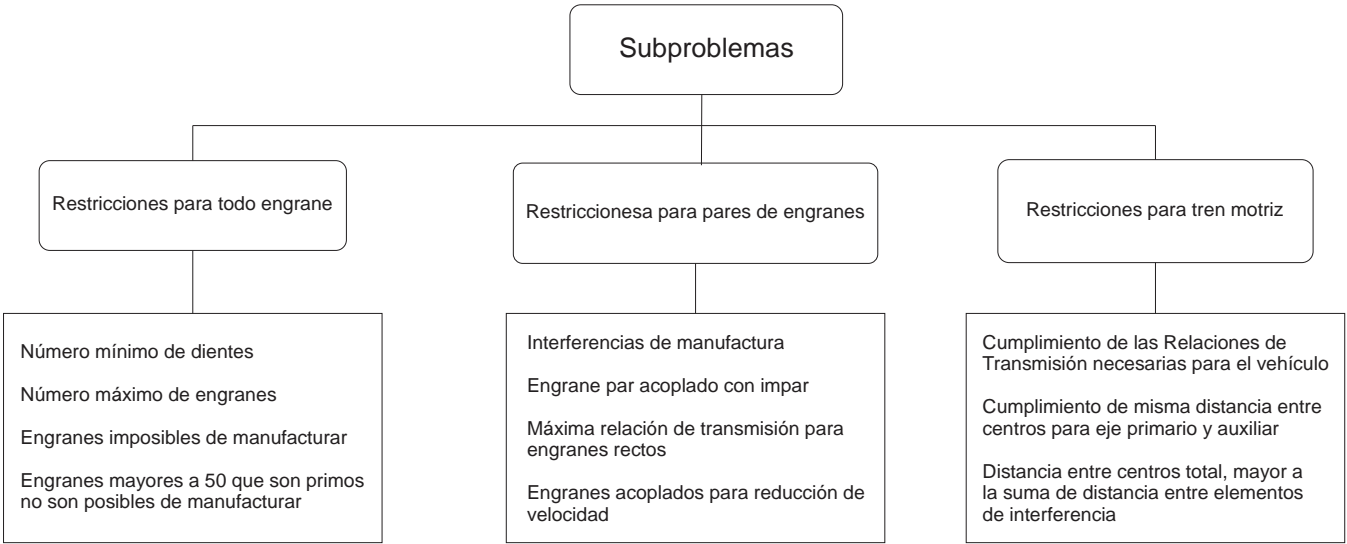 Subproblemas
Restricciones para todo engrane
Restriccionesa para pares de engranes
Restricciones para tren motriz
Número mínimo de dientes
Número máximo de engranes
Engranes imposibles de manufacturar
Engranes mayores a 50 que son primos
no son posibles de manufacturar
Interferencias de manufactura
Engrane par acoplado con impar
Máxima relación de transmisión para
engranes rectos
Engranes acoplados para reducción de
velocidad
Cumplimiento de las Relaciones de
Transmisión necesarias para el vehículo
Cumplimiento de misma distancia entre
centros para eje primario y auxiliar
Distancia entre centros total, mayor a
la suma de distancia entre elementos
de interferencia